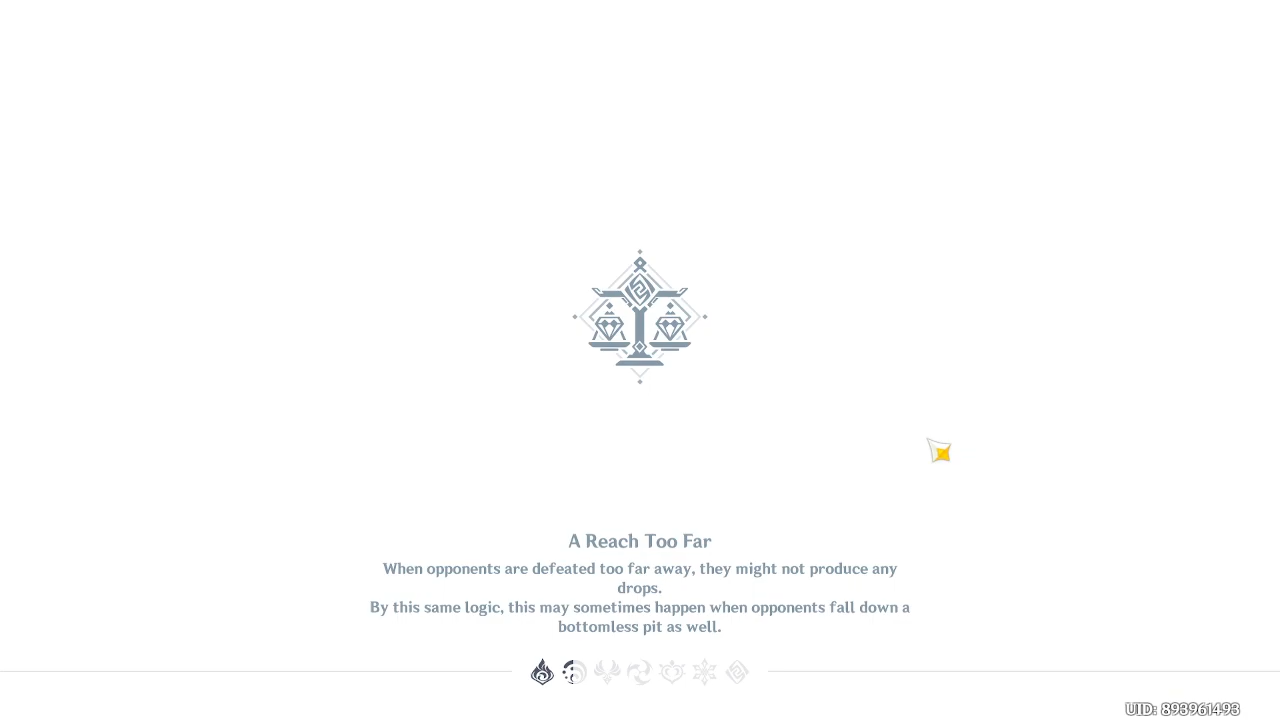 A Reach Too Far
When opponents are defeated too far away, they might not produce any
drops.
By this same logic, this may sometimes happen when opponents fall down a
bottomless pit as well.
UID: 893961493